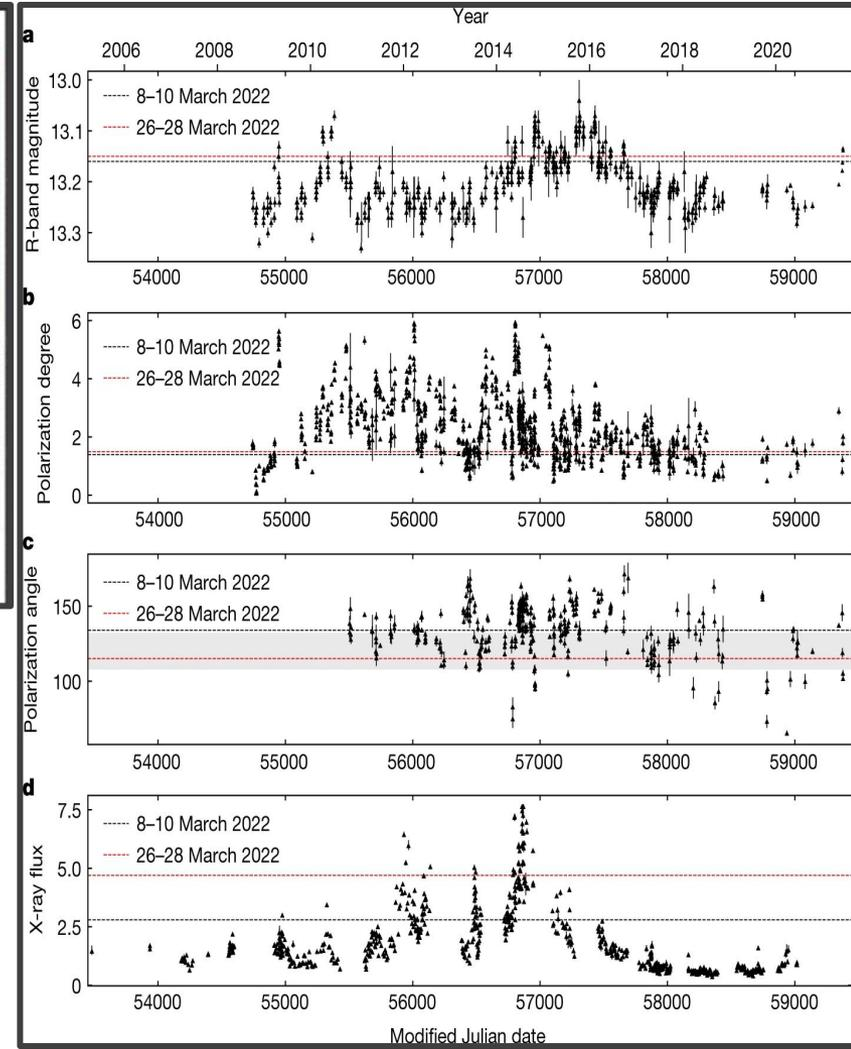 Year
a
2006 2008 2010 2012 2014 2016 2018 2020
R-band magnitude
13.0
13.1
13.2
13.3
8–10 March 2022
26–28 March 2022
54000 55000 56000 57000 58000 59000
b
Polarization degree
6
4
2
0
8–10 March 2022
26–28 March 2022
54000 55000 56000 57000 58000 59000
c
Polarization angle
150
100
8–10 March 2022
26–28 March 2022
54000 55000 56000 57000 58000 59000
d
X-ray flux
7.5
5.0
2.5
0
8–10 March 2022
26–28 March 2022
54000 55000 56000 57000 58000 59000
Modified Julian date